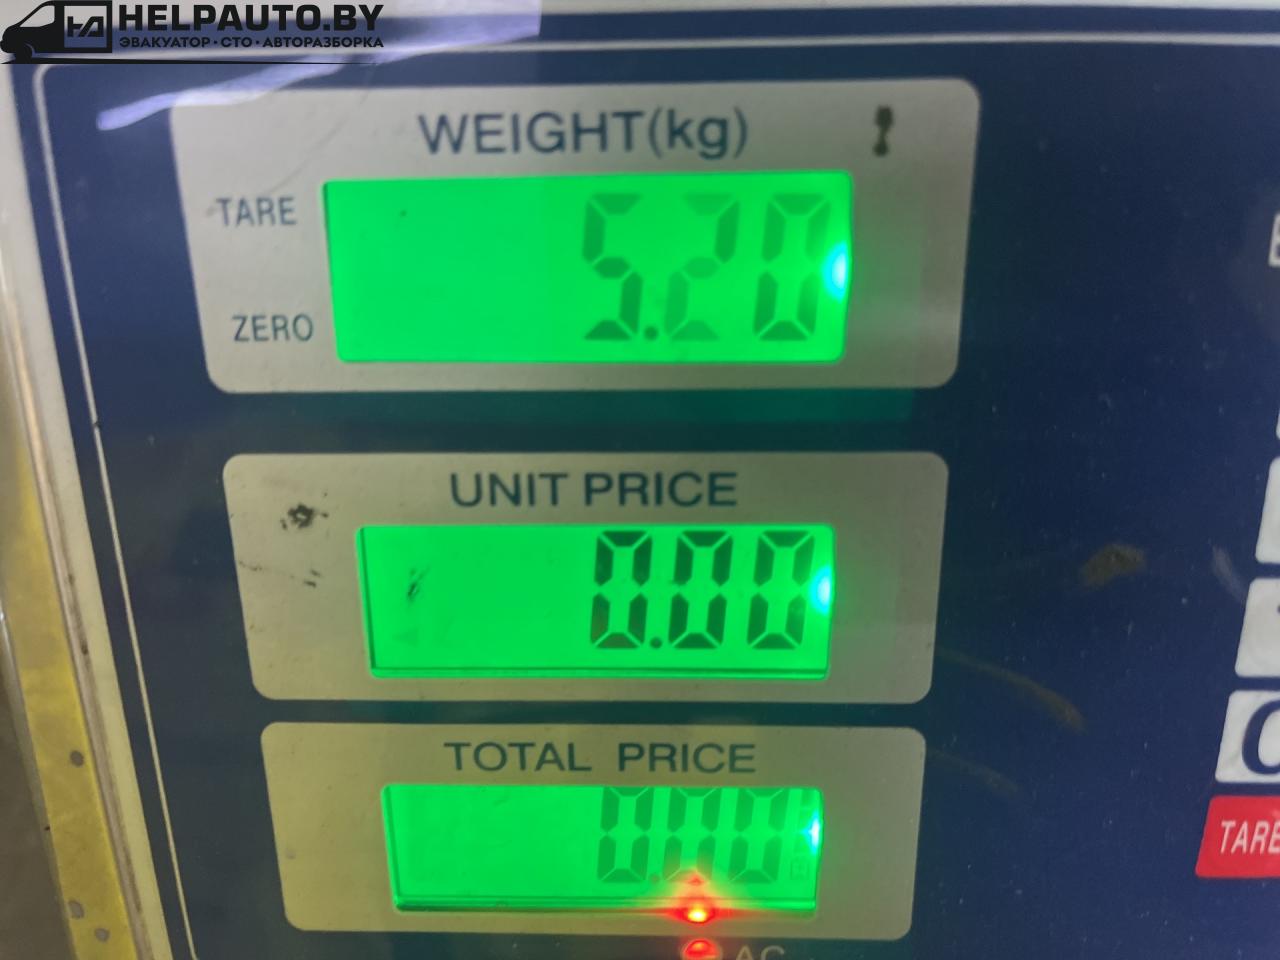 HELPAUTO.BY
ЭВАКУАТОР·СТО·АВТОРАЗБОРКА
WEIGHT(kg)
TARE
5.20
ZERO
UNIT PRICE
0.00
TOTAL PRICE
0.00
TARE
AC